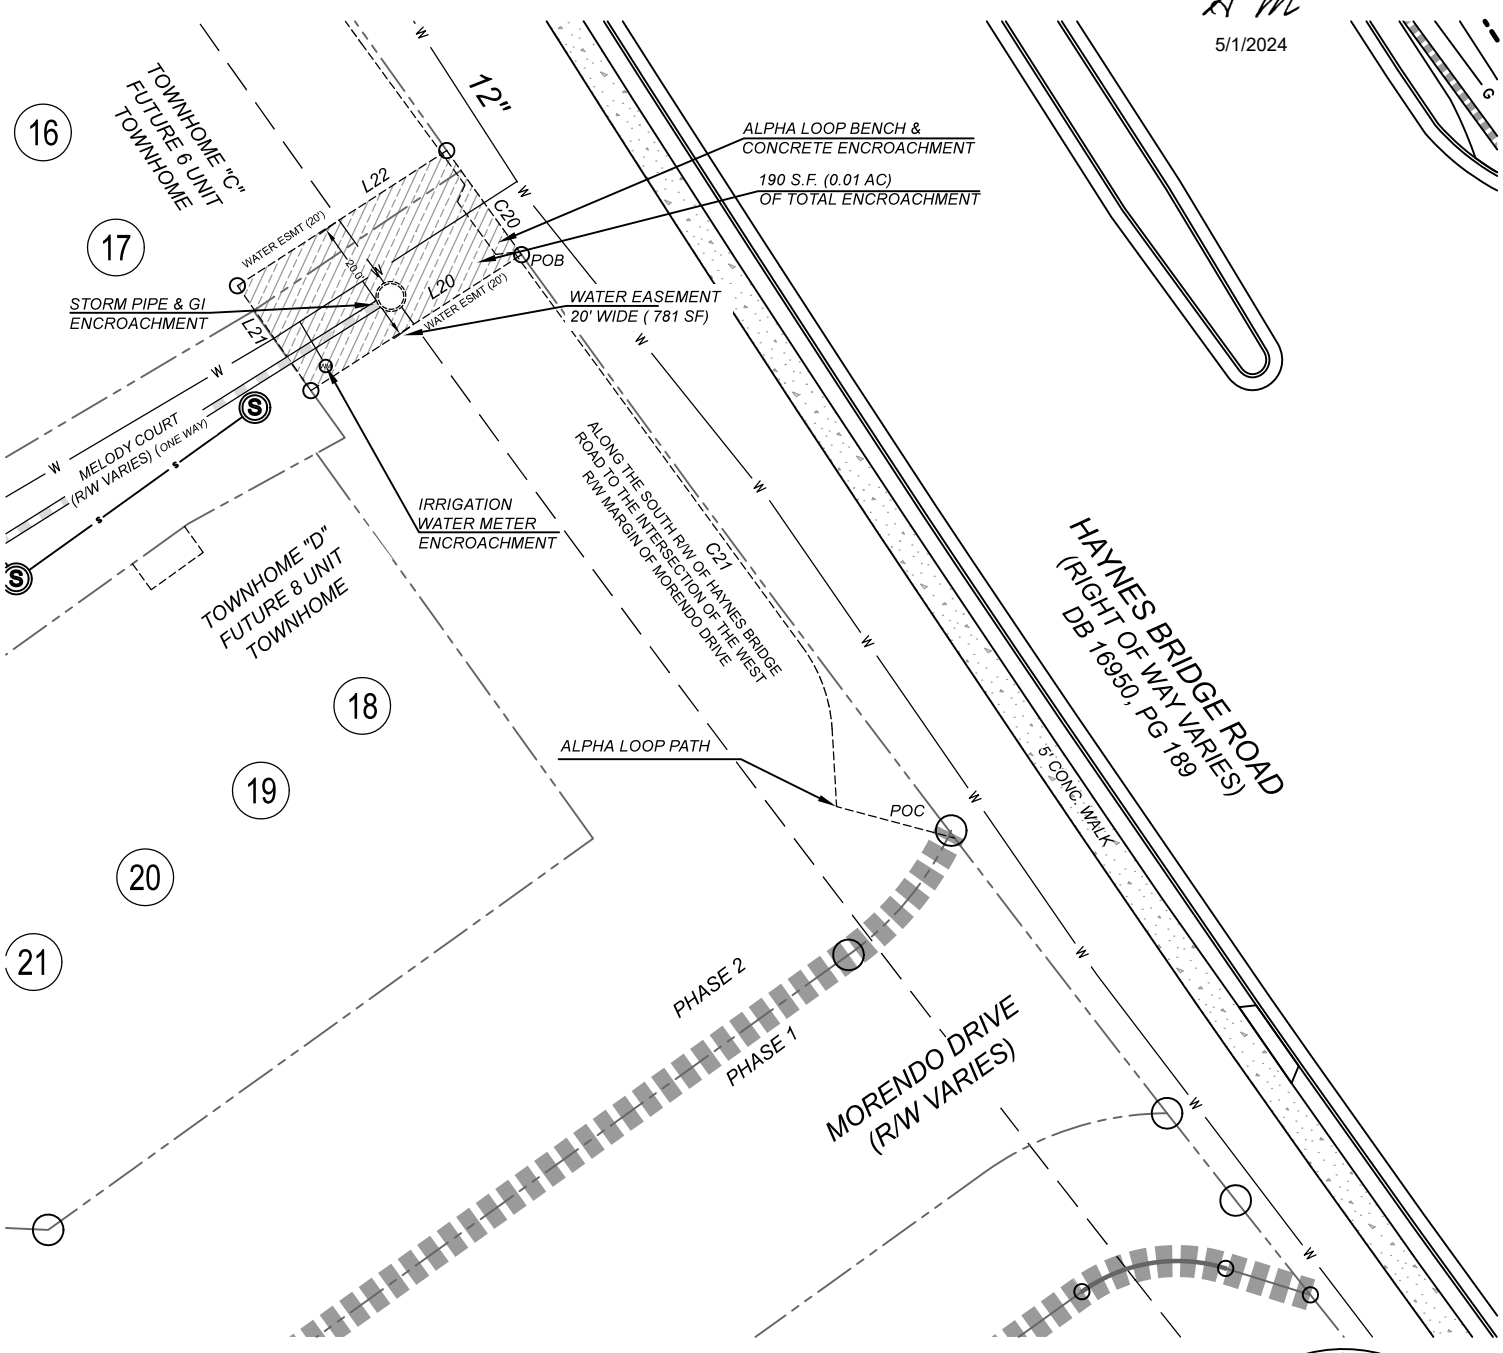 5/1/2024
G
W
16
TOWNHOME "C"
FUTURE 6 UNIT
TOWNHOME
12"
ALPHA LOOP BENCH &
CONCRETE ENCROACHMENT
190 S.F. (0.01 AC)
OF TOTAL ENCROACHMENT
L22
W
C20
17
WATER ESMT (20')
20.0'
W
POB
L20
WATER ESMT (20')
STORM PIPE & GI
ENCROACHMENT
WATER EASEMENT
20' WIDE ( 781 SF)
L21
W
W
WM
S
MELODY COURT
(R/W VARIES) (ONE WAY)
W
S
S
S
IRRIGATION
WATER METER
ENCROACHMENT
W
ALONG THE SOUTH R/W OF HAYNES BRIDGE
ROAD TO THE INTERSECTION OF THE WEST
R/W MARGIN OF MORENDO DRIVE
C21
TOWNHOME "D"
FUTURE 8 UNIT
TOWNHOME
HAYNES BRIDGE ROAD
(RIGHT OF WAY VARIES)
DB 16950, PG 189
W
18
ALPHA LOOP PATH
5' CONC. WALK
19
W
POC
20
21
W
PHASE 2
PHASE 1
MORENDO DRIVE
(R/W VARIES)
W
W